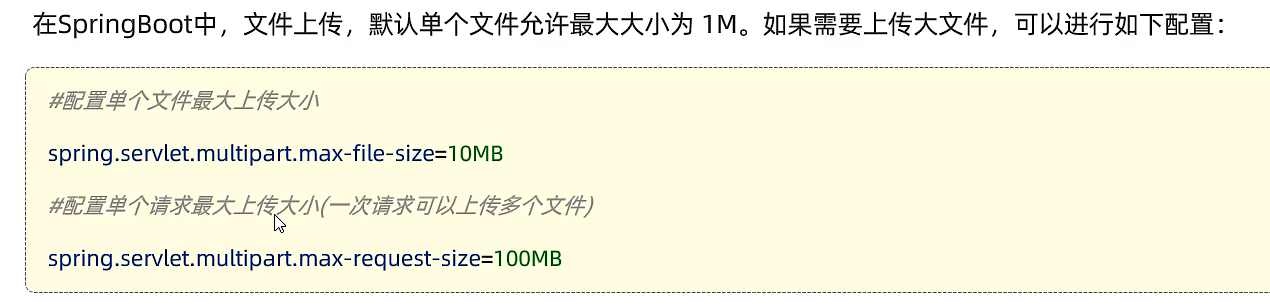 在SpringBoot中，文件上传，默认单个文件允许最大大小为 1M。如果需要上传大文件，可以进行如下配置：
#配置单个文件最大上传大小
spring.servlet.multipart.max-file-size=10MB
#配置单个请求最大上传大小(一次请求可以上传多个文件)
spring.servlet.multipart.max-request-size=100MB